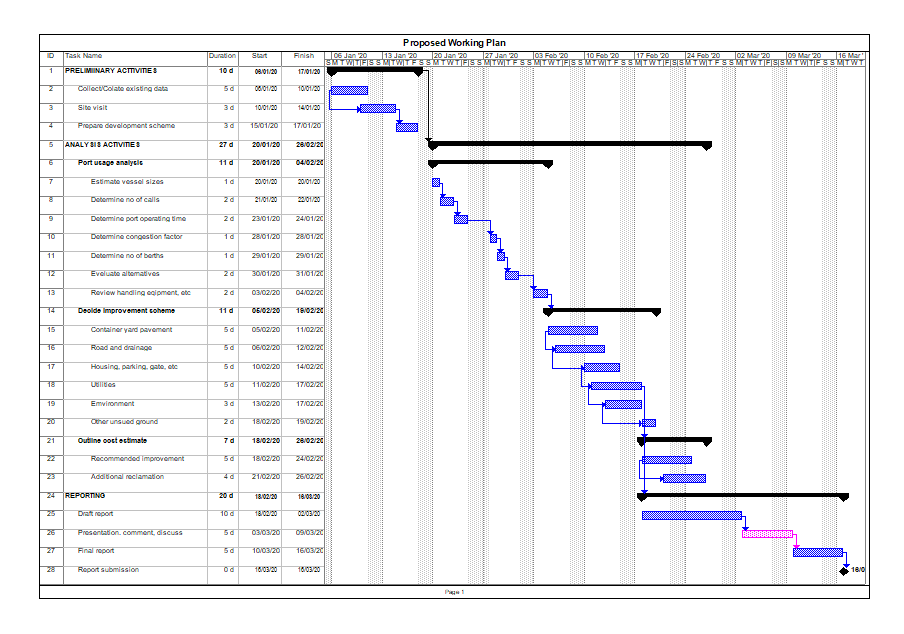 Proposed Working Plan
ID Task Name Duration Start Finish 06 Jan '20 13 Jan '20 20 Jan '20 27 Jan '20 03 Feb '20 10 Feb '20 17 Feb '20 24 Feb '20 02 Mar '20 09 Mar '20 16 Mar '
1 PRELIMINARY ACTIVITIES 10 d 06/01/20 17/01/20
2 Collect/Colate existing data 5 d 06/01/20 10/01/20
3 Site visit 3 d 10/01/20 14/01/20
4 Prepare development scheme 3 d 15/01/20 17/01/20
5 ANALYSIS ACTIVITIES 27 d 20/01/20 26/02/20
6 Port usage analysis 11 d 20/01/20 04/02/20
7 Estimate vessel sizes 1 d 20/01/20 20/01/20
8 Determine no of calls 2 d 21/01/20 22/01/20
9 Determine port operating time 2 d 23/01/20 24/01/20
10 Determine congestion factor 1 d 28/01/20 28/01/20
11 Determine no of berths 1 d 29/01/20 29/01/20
12 Evaluate alternatives 2 d 30/01/20 31/01/20
13 Review handling eqipment, etc 2 d 03/02/20 04/02/20
14 Decide improvement scheme 11 d 05/02/20 19/02/20
15 Container yard pavement 5 d 05/02/20 11/02/20
16 Road and drainage 5 d 06/02/20 12/02/20
17 Housing, parking, gate, etc 5 d 10/02/20 14/02/20
18 Utilities 5 d 11/02/20 17/02/20
19 Emvironment 3 d 13/02/20 17/02/20
20 Other unsued ground 2 d 18/02/20 19/02/20
21 Outline cost estimate 7 d 18/02/20 26/02/20
22 Recommended improvement 5 d 18/02/20 24/02/20
23 Additional reclamation 4 d 21/02/20 26/02/20
24 REPORTING 20 d 18/02/20 16/03/20
25 Draft report 10 d 18/02/20 02/03/20
26 Presentation, comment, discuss 5 d 03/03/20 09/03/20
27 Final report 5 d 10/03/20 16/03/20
28 Report submission 0 d 16/03/20 16/03/20 16/0
Page 1